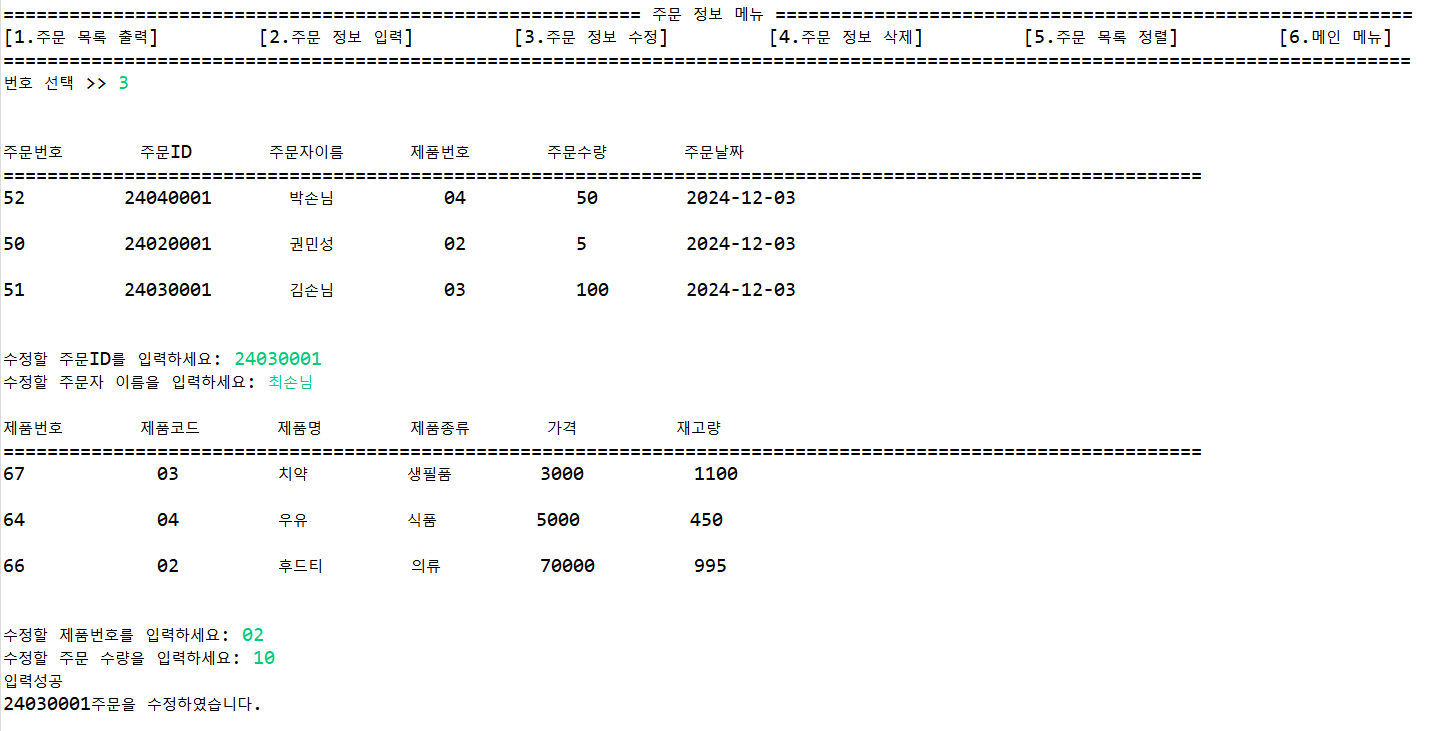 ========================================================== 주문 정보 메뉴 ==========================================================
[1.주문 목록 출력] [2.주문 정보 입력] [3.주문 정보 수정] [4.주문 정보 삭제] [5.주문 목록 정렬] [6.메인 메뉴]
================================================================================================================================
번호 선택 >> 3
주문번호 주문ID 주문자이름 제품번호 주문수량 주문날짜
=============================================================================================================
52 24040001 박손님 04 50 2024-12-03
50 24020001 권민성 02 5 2024-12-03
51 24030001 김손님 03 100 2024-12-03
수정할 주문ID를 입력하세요: 24030001
수정할 주문자 이름을 입력하세요: 최손님
제품번호 제품코드 제품명 제품종류 가격 재고량
=============================================================================================================
67 03 치약 생필품 3000 1100
64 04 우유 식품 5000 450
66 02 후드티 의류 70000 995
수정할 제품번호를 입력하세요: 02
수정할 주문 수량을 입력하세요: 10
입력성공
24030001주문을 수정하였습니다.